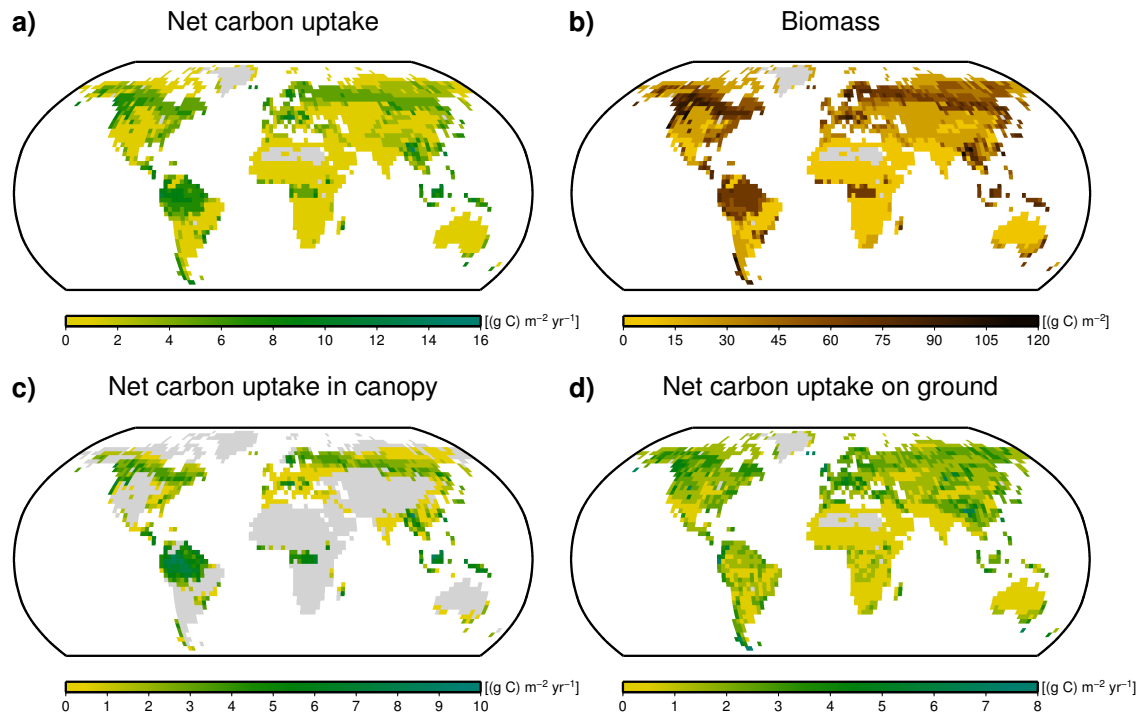 a) Net carbon uptake
b) Biomass
[(g C) m⁻² yr⁻¹]
0 2 4 6 8 10 12 14 16
[(g C) m⁻²]
0 15 30 45 60 75 90 105 120
c) Net carbon uptake in canopy
d) Net carbon uptake on ground
[(g C) m⁻² yr⁻¹]
0 1 2 3 4 5 6 7 8 9 10
[(g C) m⁻² yr⁻¹]
0 1 2 3 4 5 6 7 8